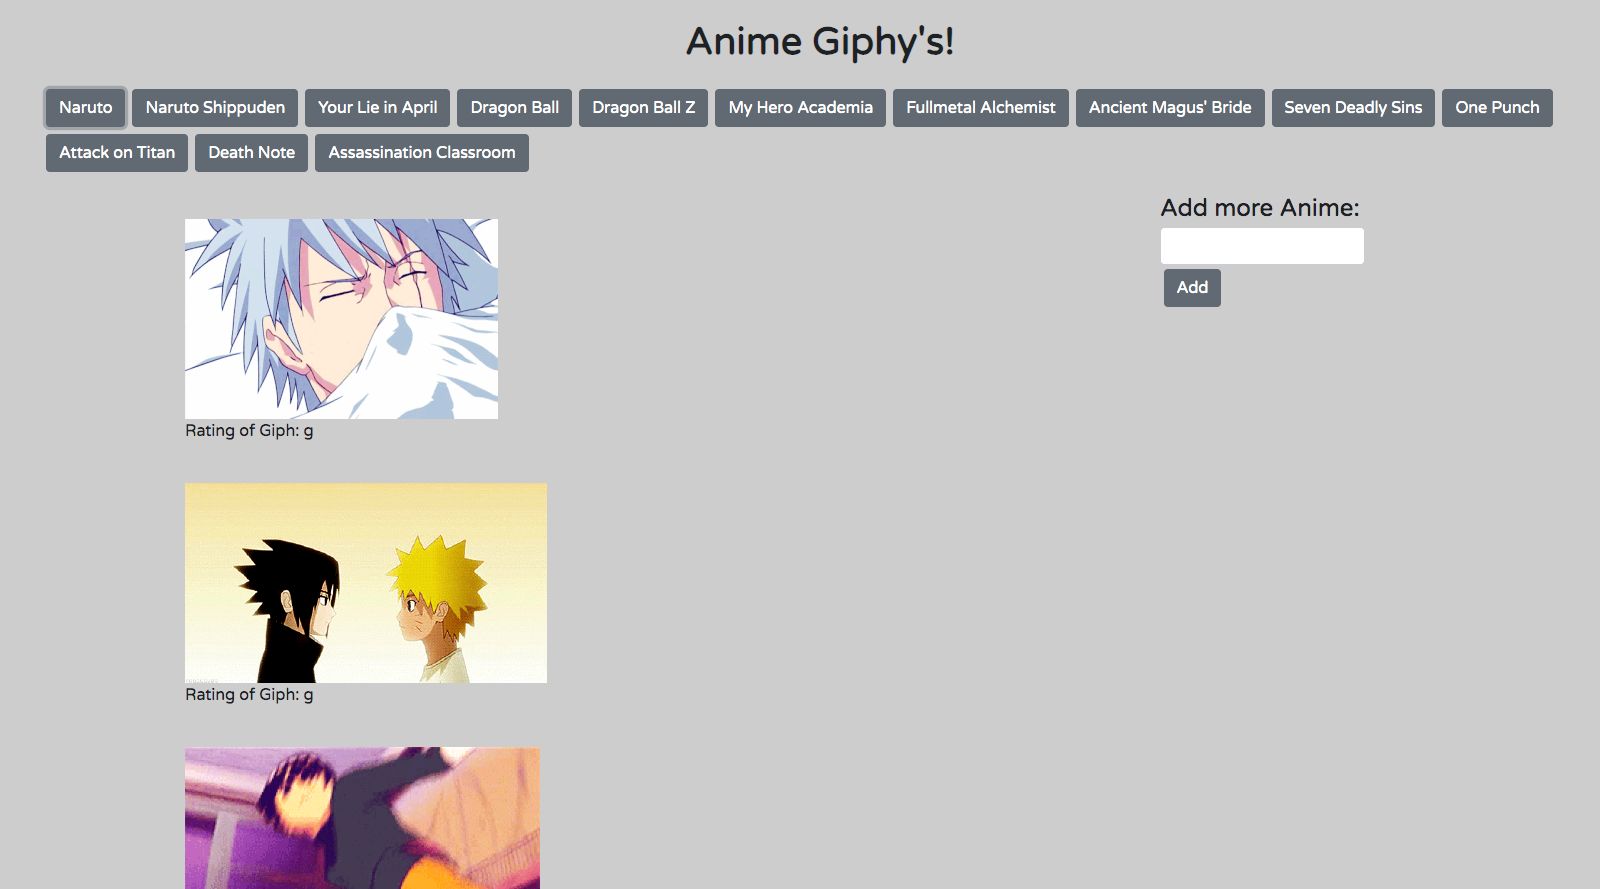 Anime Giphy's!
Naruto Naruto Shippuden Your Lie in April Dragon Ball Dragon Ball Z My Hero Academia Fullmetal Alchemist Ancient Magus' Bride Seven Deadly Sins One Punch
Attack on Titan Death Note Assassination Classroom
Add more Anime:
Add
Rating of Giph: g
Rating of Giph: g